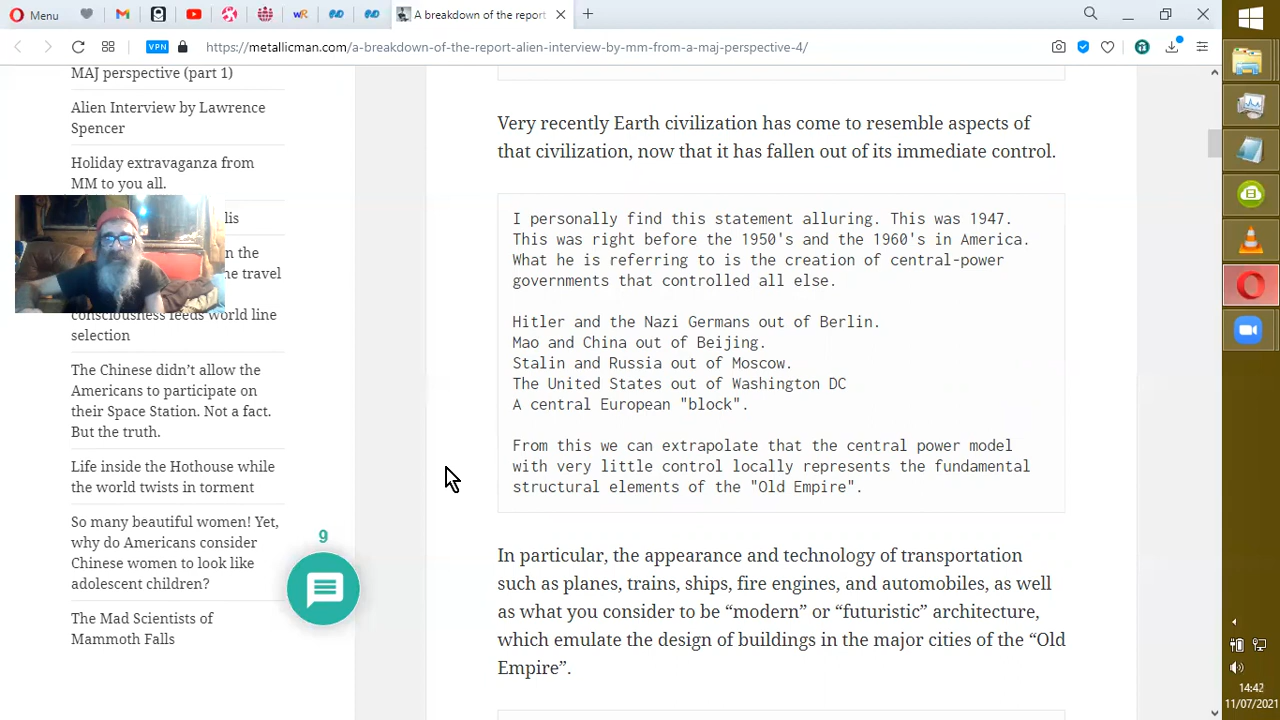 Menu
A breakdown of the report
VPN
https://metallicman.com/a-breakdown-of-the-report-alien-interview-by-mm-from-a-maj-perspective-4/
MAJ perspective (part 1)
Alien Interview by Lawrence
Spencer
Holiday extravaganza from
MM to you all.
lis
n the
ne travel
consciousness feeds world line
selection
The Chinese didn’t allow the
Americans to participate on
their Space Station. Not a fact.
But the truth.
Life inside the Hothouse while
the world twists in torment
So many beautiful women! Yet,
why do Americans consider
Chinese women to look like
adolescent children?
The Mad Scientists of
Mammoth Falls
9
Very recently Earth civilization has come to resemble aspects of
that civilization, now that it has fallen out of its immediate control.
I personally find this statement alluring. This was 1947.
This was right before the 1950's and the 1960's in America.
What he is referring to is the creation of central-power
governments that controlled all else.
Hitler and the Nazi Germans out of Berlin.
Mao and China out of Beijing.
Stalin and Russia out of Moscow.
The United States out of Washington DC
A central European "block".
From this we can extrapolate that the central power model
with very little control locally represents the fundamental
structural elements of the "Old Empire".
In particular, the appearance and technology of transportation
such as planes, trains, ships, fire engines, and automobiles, as well
as what you consider to be “modern” or “futuristic” architecture,
which emulate the design of buildings in the major cities of the “Old
Empire”.
14:42
11/07/2021